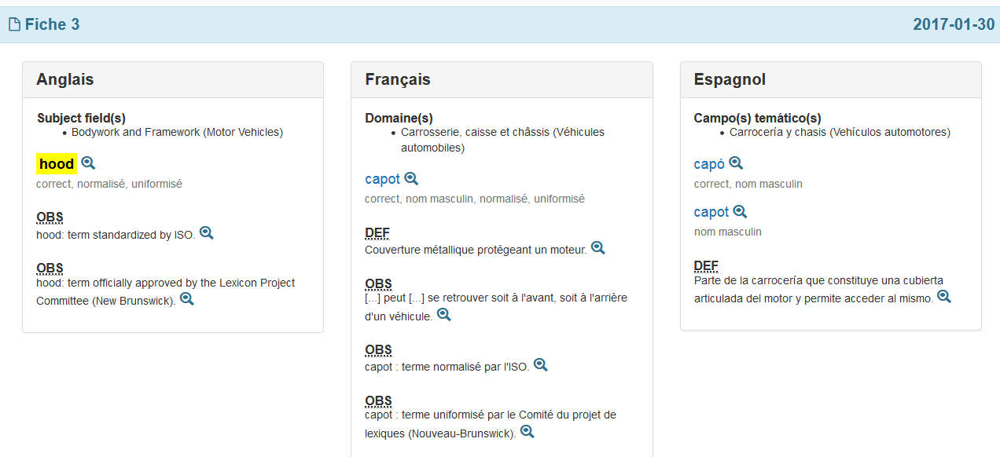 Fiche 3
2017-01-30
Anglais
Subject field(s)
• Bodywork and Framework (Motor Vehicles)
hood
correct, normalisé, uniformisé
OBS
hood: term standardized by ISO.
OBS
hood: term officially approved by the Lexicon Project
Committee (New Brunswick).
Français
Domaine(s)
• Carrosserie, caisse et châssis (Véhicules
automobiles)
capot
correct, nom masculin, normalisé, uniformisé
DEF
Couverture métallique protégeant un moteur.
OBS
[...] peut [...] se retrouver soit à l'avant, soit à l'arrière
d'un véhicule.
OBS
capot : terme normalisé par l'ISO.
OBS
capot : terme uniformisé par le Comité du projet de
lexiques (Nouveau-Brunswick).
Espagnol
Campo(s) temático(s)
• Carrocería y chasis (Vehículos automotores)
capó
correct, nom masculin
capot
nom masculin
DEF
Parte de la carrocería que constituye una cubierta
articulada del motor y permite acceder al mismo.